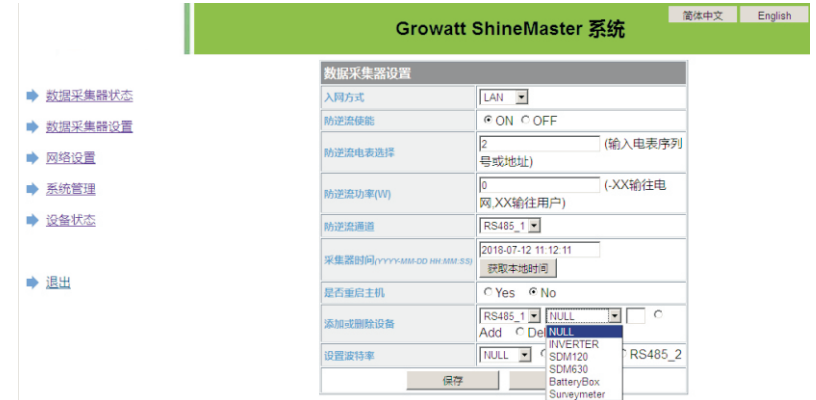 简体中文 English
Growatt ShineMaster 系统
数据采集器状态
数据采集器设置
网络设置
系统管理
设备状态
退出
数据采集器设置
入网方式 LAN
防逆流使能 ON OFF
防逆流电表选择 2 (输入电表序列
号或地址)
防逆流功率(W) 0 (-XX输往电
网,XX输往用户)
防逆流通道 RS485_1
采集器时间(YYYY-MM-DD HH:MM:SS) 2018-07-12 11:12:11
获取本地时间
是否重启主机 Yes No
添加或删除设备 RS485_1 NULL
Add Del
NULL
INVERTER
SDM120
SDM630
BatteryBox
Surveymeter
设置波特率 NULL RS485_2
保存